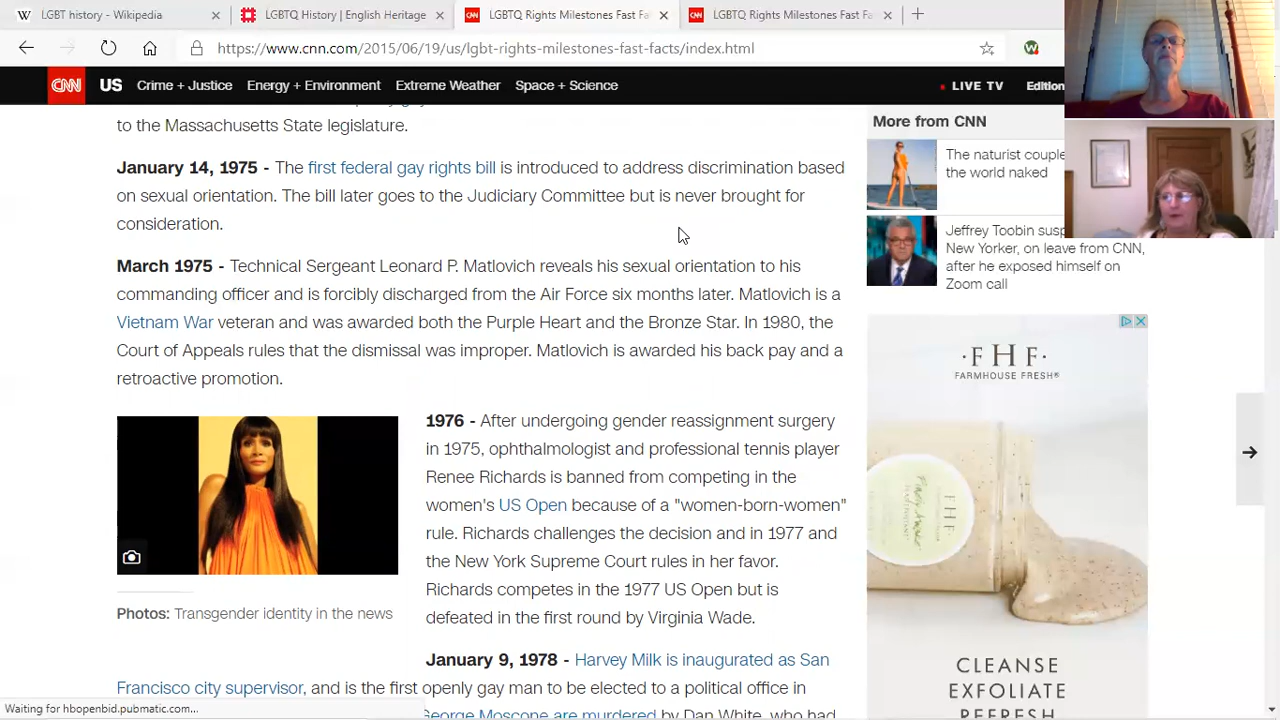 LGBT history - Wikipedia
LGBTQ History | English Heritage
LGBTQ Rights Milestones Fast Fa
LGBTQ Rights Milestones Fast Fa
https://www.cnn.com/2015/06/19/us/lgbt-rights-milestones-fast-facts/index.html
CNN US Crime + Justice Energy + Environment Extreme Weather Space + Science LIVE TV Edition
to the Massachusetts State legislature.
January 14, 1975 - The first federal gay rights bill is introduced to address discrimination based
on sexual orientation. The bill later goes to the Judiciary Committee but is never brought for
consideration.
March 1975 - Technical Sergeant Leonard P. Matlovich reveals his sexual orientation to his
commanding officer and is forcibly discharged from the Air Force six months later. Matlovich is a
Vietnam War veteran and was awarded both the Purple Heart and the Bronze Star. In 1980, the
Court of Appeals rules that the dismissal was improper. Matlovich is awarded his back pay and a
retroactive promotion.
Photos: Transgender identity in the news
1976 - After undergoing gender reassignment surgery
in 1975, ophthalmologist and professional tennis player
Renee Richards is banned from competing in the
women's US Open because of a "women-born-women"
rule. Richards challenges the decision and in 1977 and
the New York Supreme Court rules in her favor.
Richards competes in the 1977 US Open but is
defeated in the first round by Virginia Wade.
January 9, 1978 - Harvey Milk is inaugurated as San
Francisco city supervisor, and is the first openly gay man to be elected to a political office in
George Moscone are murdered by Dan White, who had
More from CNN
The naturist couple
the world naked
Jeffrey Toobin susp
New Yorker, on leave from CNN,
after he exposed himself on
Zoom call
·FHF·
FARMHOUSE FRESH®
FHF
CLEANSE
EXFOLIATE
REFRESH
Waiting for hbopenbid.pubmatic.com...